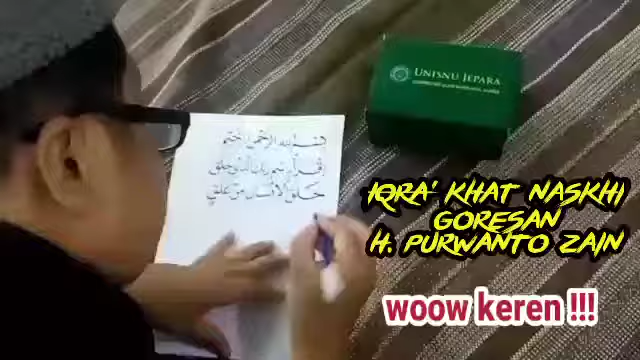 UNISNU JEPARA
بسم الله الرحمن الرحيم
اقرأ باسم ربك الذي خلق
خلق الانسان من علق
IQRA' KHAT NASKHI
GORESAN
H. PURWANTO ZAIN
woow keren !!!